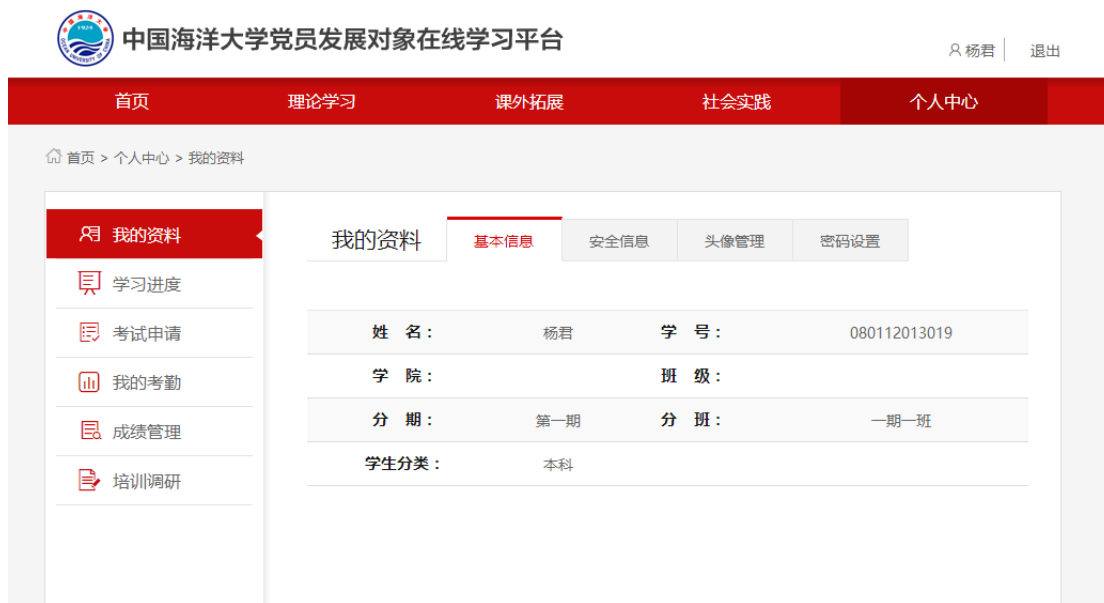 1924
OCEAN UNIVERSITY OF CHINA
中国海洋大学党员发展对象在线学习平台
杨君 退出
首页 理论学习 课外拓展 社会实践 个人中心
首页 > 个人中心 > 我的资料
我的资料
学习进度
考试申请
我的考勤
成绩管理
培训调研
我的资料 基本信息 安全信息 头像管理 密码设置
姓 名： 杨君 学 号： 080112013019
学 院： 班 级：
分 期： 第一期 分 班： 一期一班
学生分类： 本科